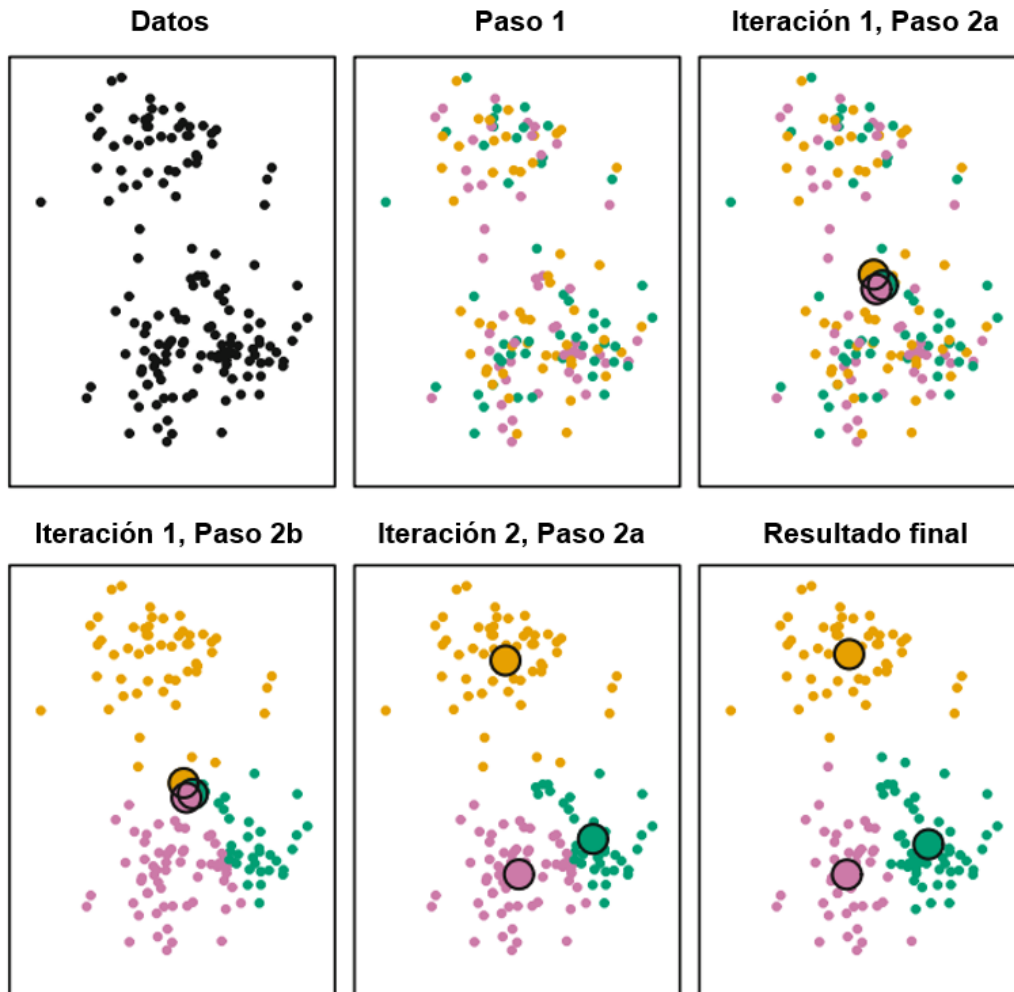 Datos
Paso 1
Iteración 1, Paso 2a
Iteración 1, Paso 2b
Iteración 2, Paso 2a
Resultado final